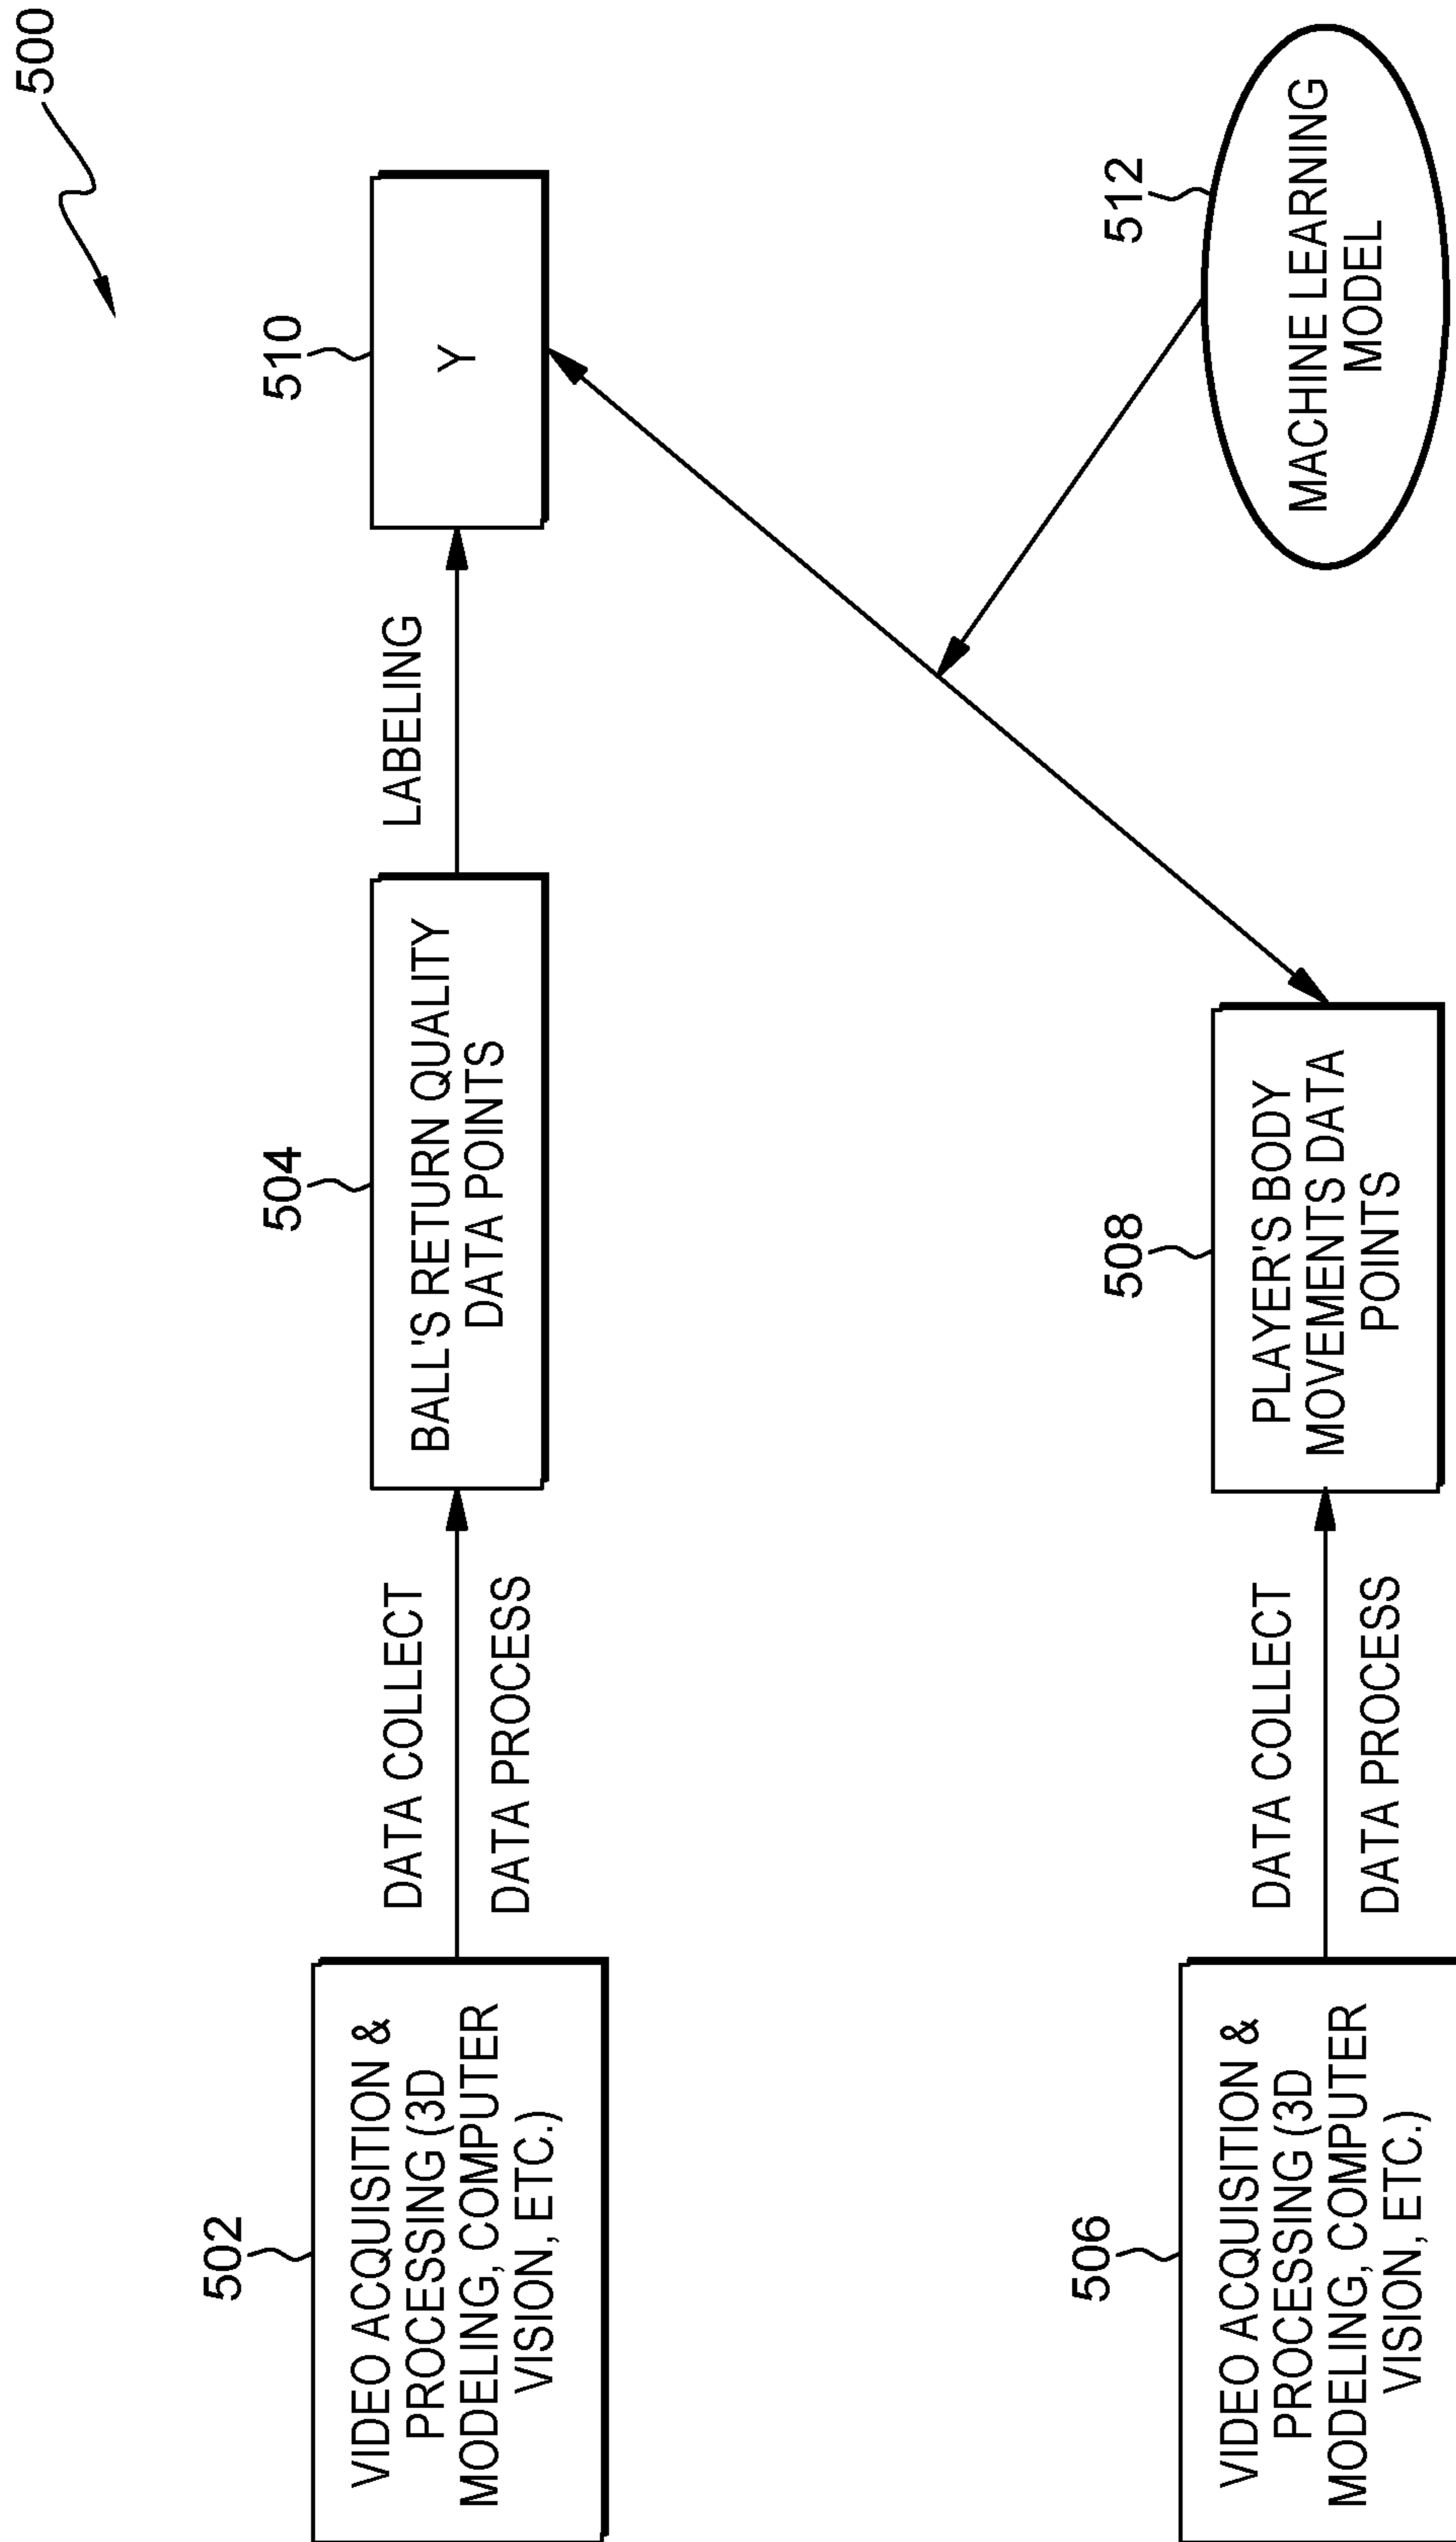 500
502
VIDEO ACQUISITION &
PROCESSING (3D
MODELING, COMPUTER
VISION, ETC.)
DATA COLLECT
DATA PROCESS
504
BALL'S RETURN QUALITY
DATA POINTS
LABELING
510
Y
506
VIDEO ACQUISITION &
PROCESSING (3D
MODELING, COMPUTER
VISION, ETC.)
DATA COLLECT
DATA PROCESS
508
PLAYER'S BODY
MOVEMENTS DATA
POINTS
512
MACHINE LEARNING
MODEL